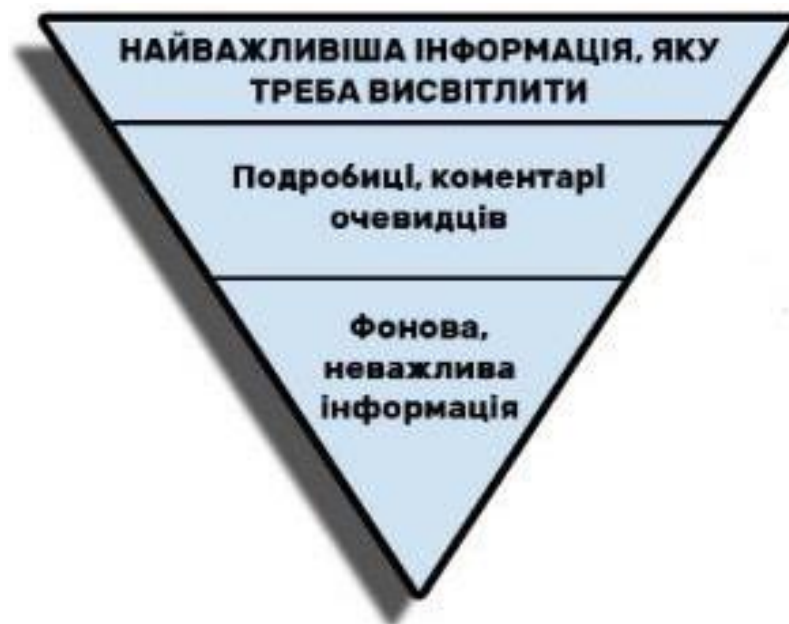 НАЙВАЖЛИВІША ІНФОРМАЦІЯ, ЯКУ
ТРЕБА ВИСВІТЛИТИ
Подробиці, коментарі
очевидців
Фонова,
неважлива
інформація